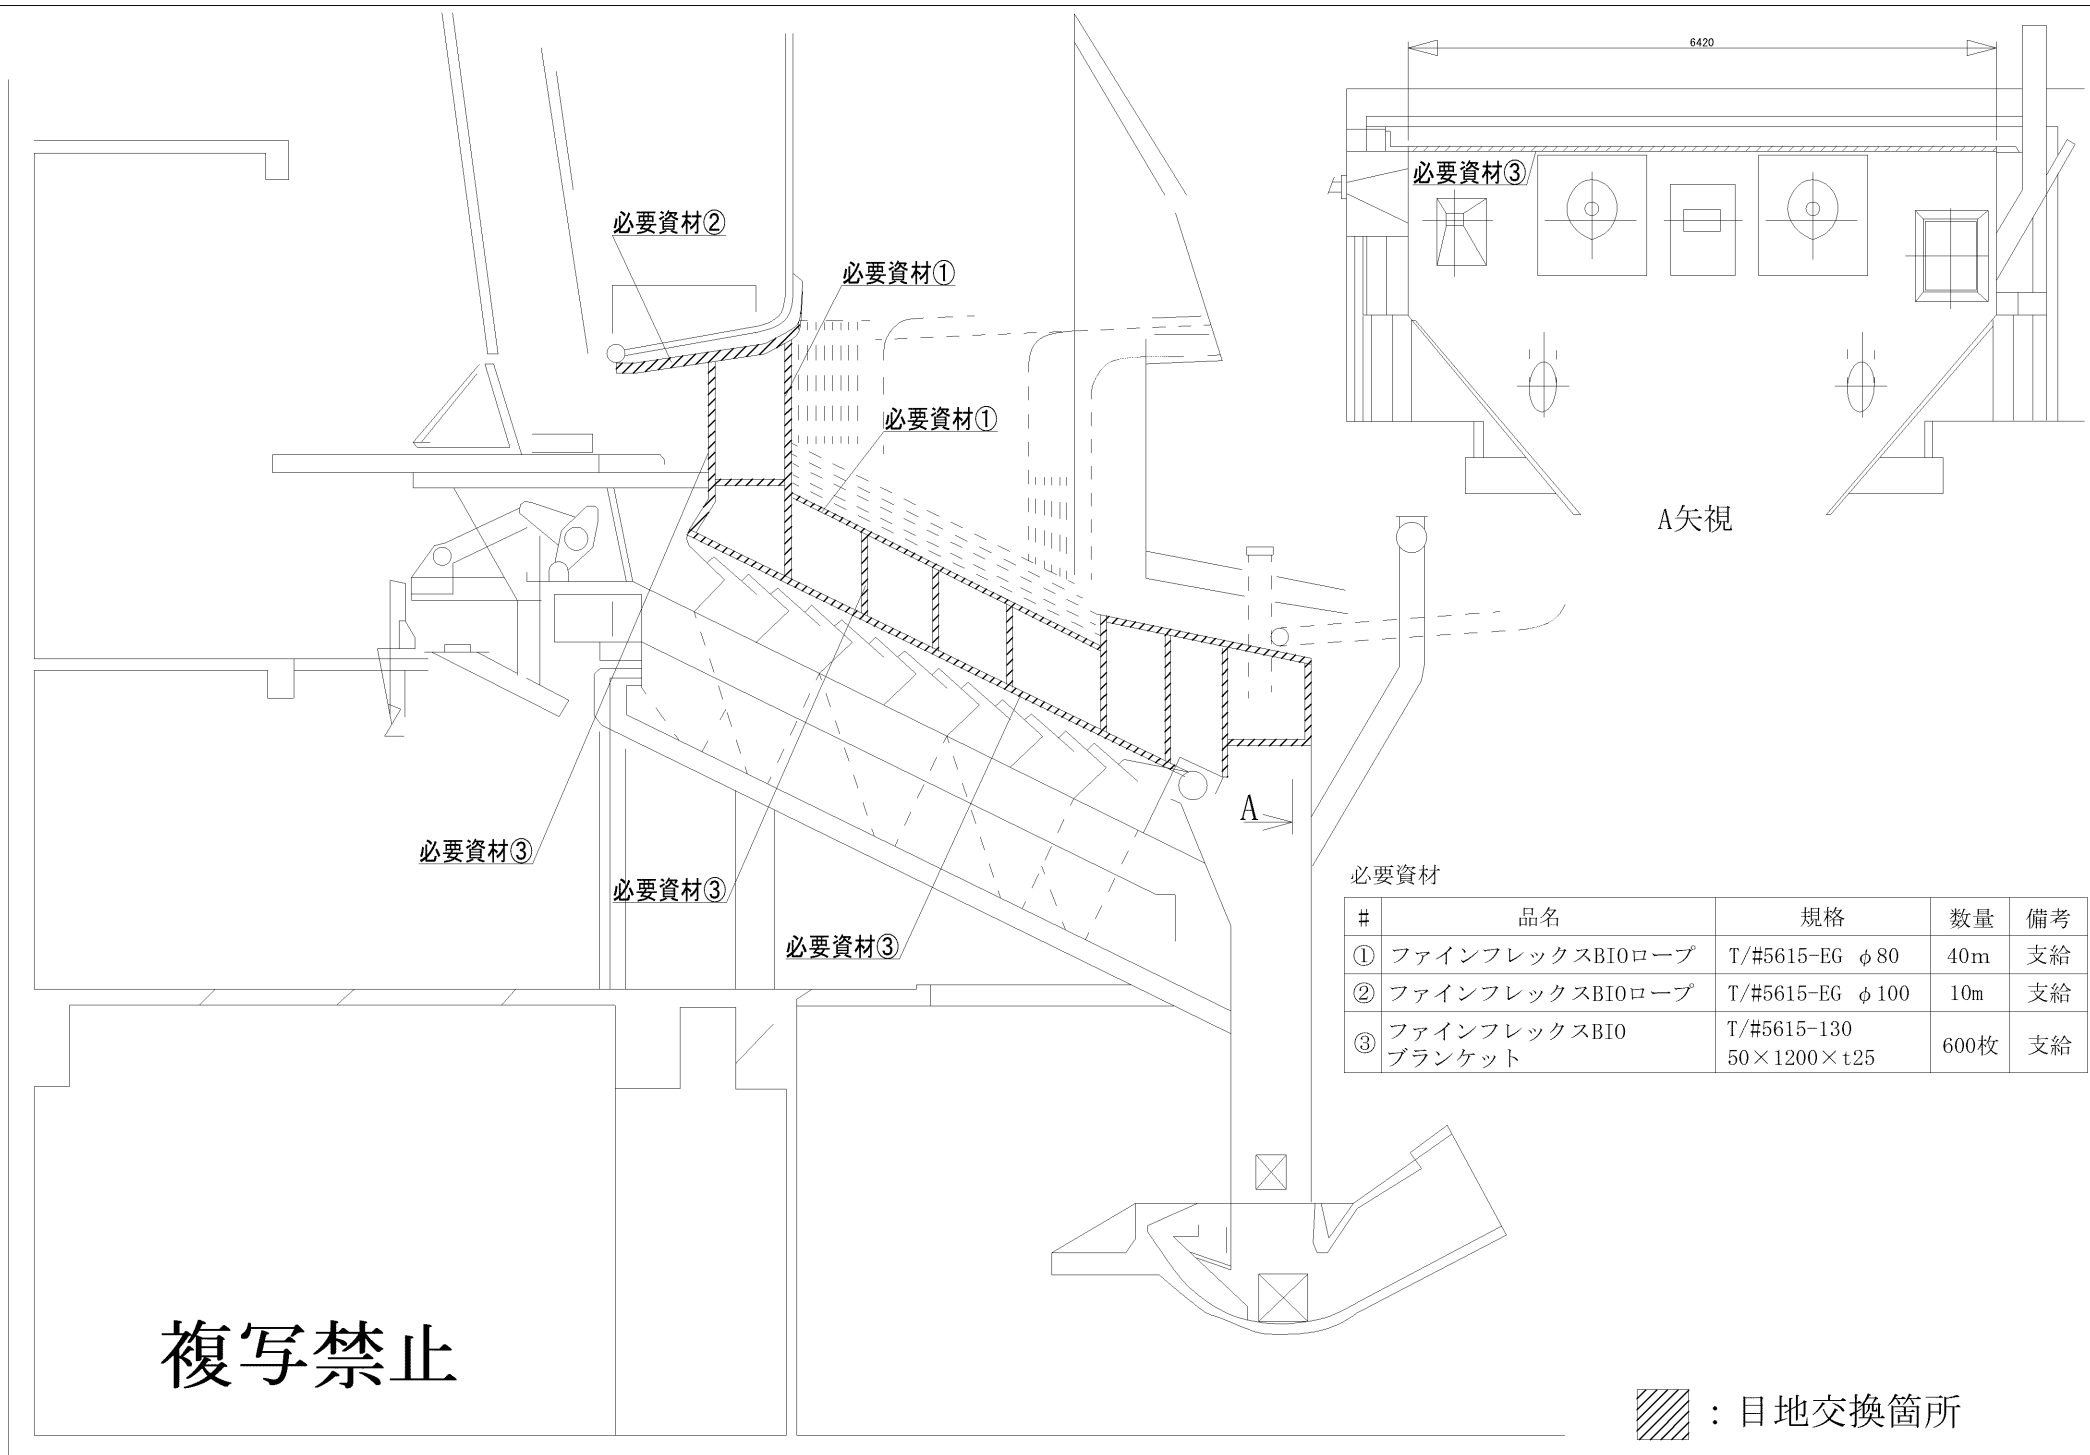 6420
必要資材③
必要資材②
必要資材①
必要資材①
A矢視
A
必要資材③
必要資材③
必要資材③
必要資材
# 品名 規格 数量 備考
① ファインフレックスBIOロープ T/#5615-EG φ80 40m 支給
② ファインフレックスBIOロープ T/#5615-EG φ100 10m 支給
③ ファインフレックスBIO T/#5615-130 600枚 支給
ブランケット 50×1200×t25
複写禁止
：目地交換箇所